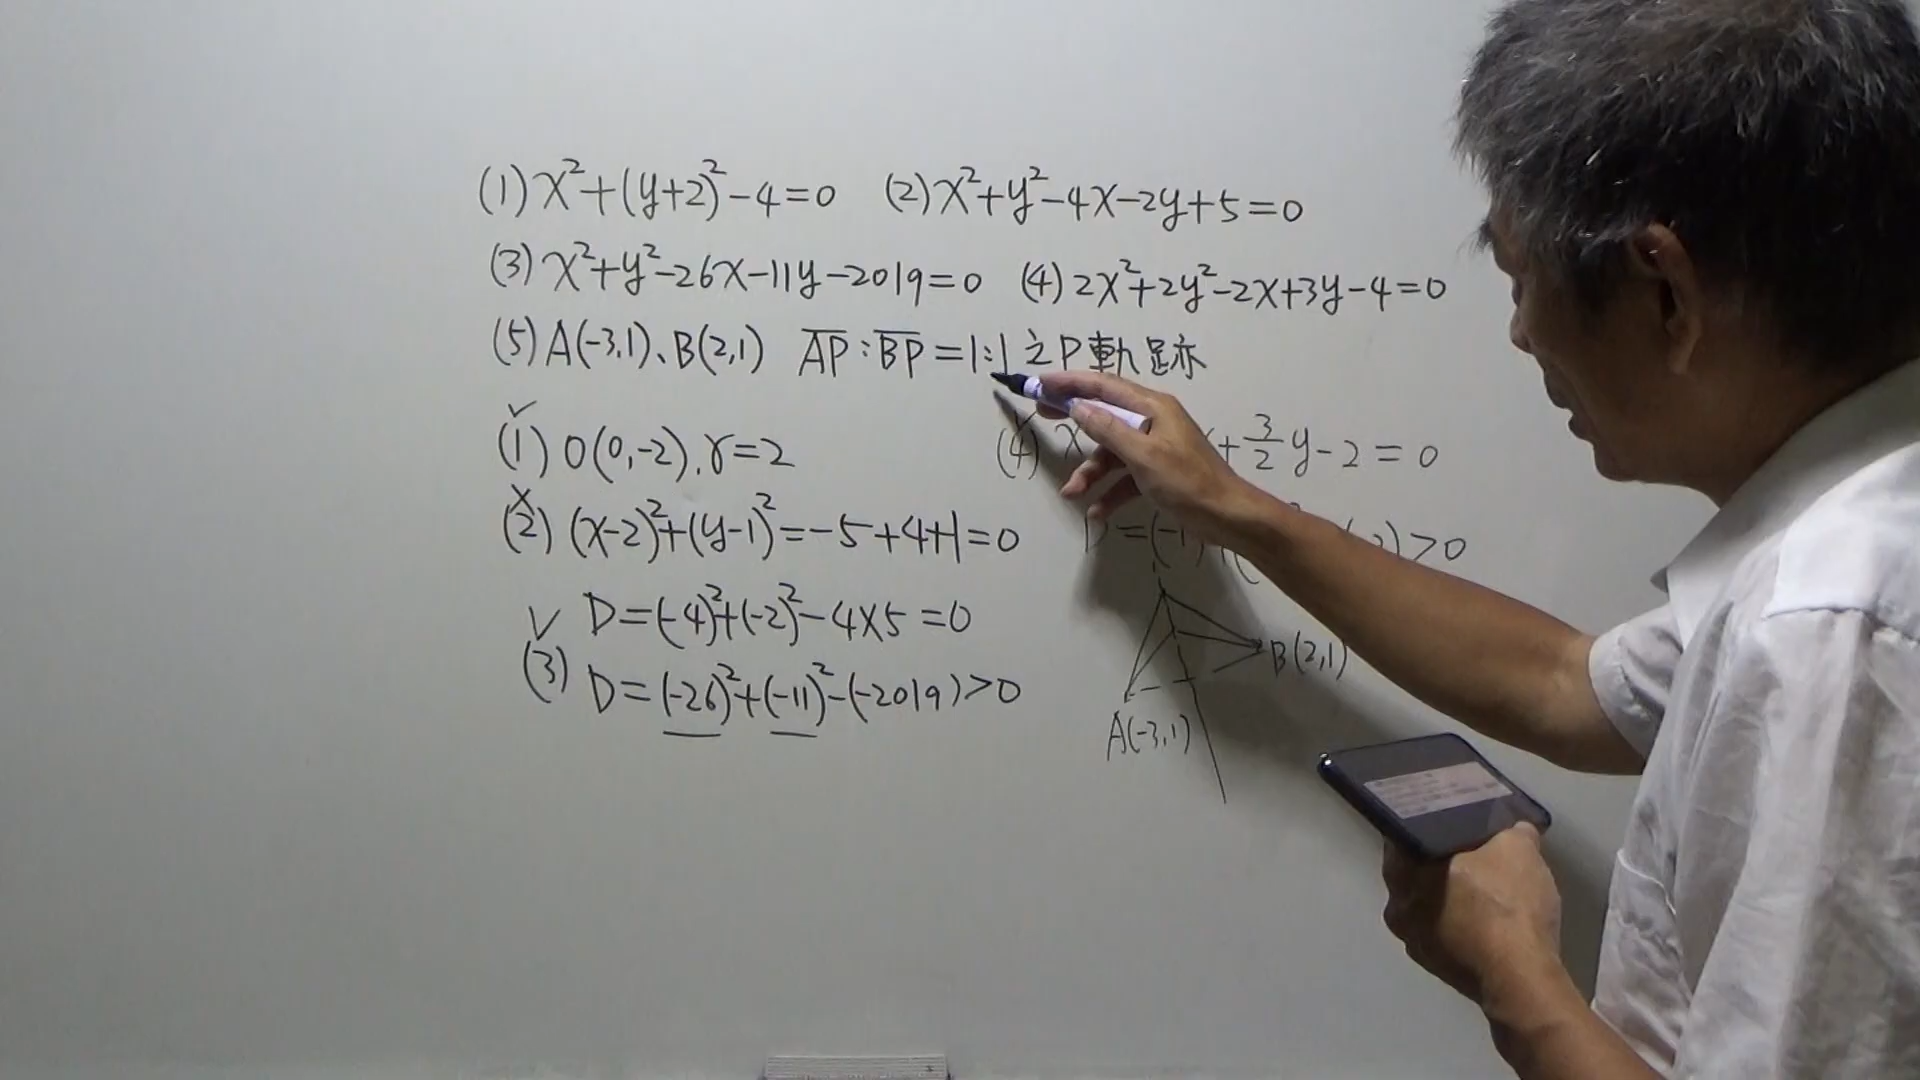 (1) x²+(y+2)²-4=0 (2) x²+y²-4x-2y+5=0
(3) x²+y²-26x-11y-2019=0 (4) 2x²+2y²-2x+3y-4=0
(5) A(-3,1)、B(2,1) A̅P̅:B̅P̅=1:1之P軌跡
✓
(1) O(0,-2),r=2
×
(2) (x-2)²+(y-1)²=-5+4+1=0
D=(-4)²+(-2)²-4×5=0
✓
(3) D=(-26)²+(-11)²-(-2019)>0
✓
(4) x +3/2y-2=0
D=(-1) >0
B(2,1)
A(-3,1)